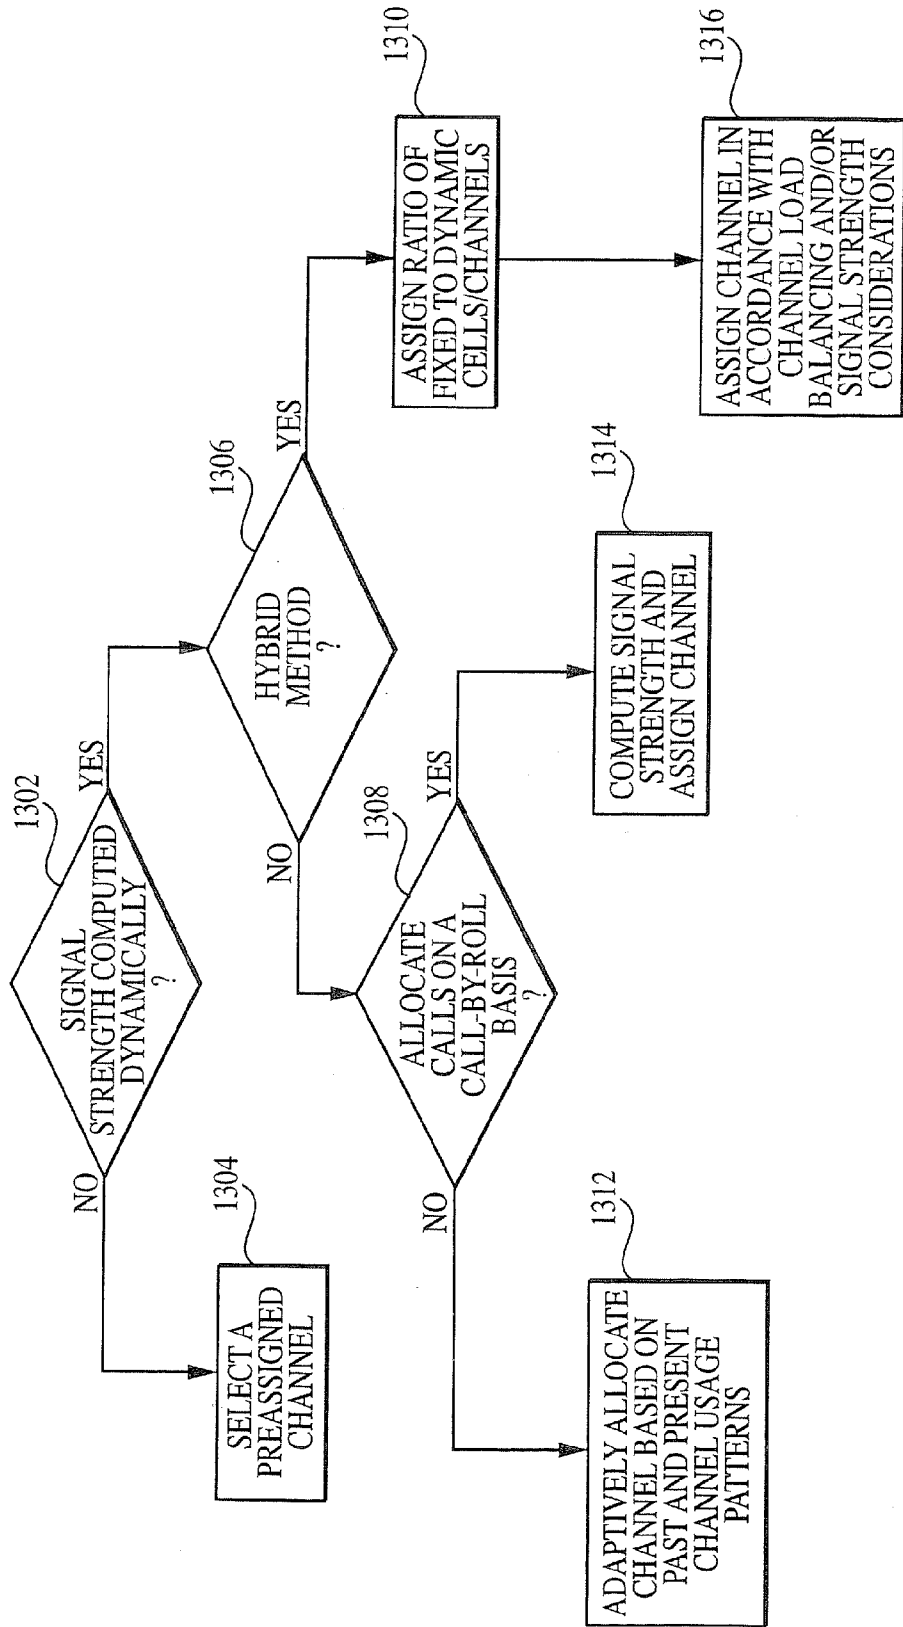 1302
SIGNAL
STRENGTH COMPUTED
DYNAMICALLY
?
NO
YES
1304
SELECT A
PREASSIGNED
CHANNEL
1306
HYBRID
METHOD
?
NO
YES
1308
ALLOCATE
CALLS ON A
CALL-BY-ROLL
BASIS
?
NO
YES
1310
ASSIGN RATIO OF
FIXED TO DYNAMIC
CELLS/CHANNELS
1312
ADAPTIVELY ALLOCATE
CHANNEL BASED ON
PAST AND PRESENT
CHANNEL USAGE
PATTERNS
1314
COMPUTE SIGNAL
STRENGTH AND
ASSIGN CHANNEL
1316
ASSIGN CHANNEL IN
ACCORDANCE WITH
CHANNEL LOAD
BALANCING AND/OR
SIGNAL STRENGTH
CONSIDERATIONS